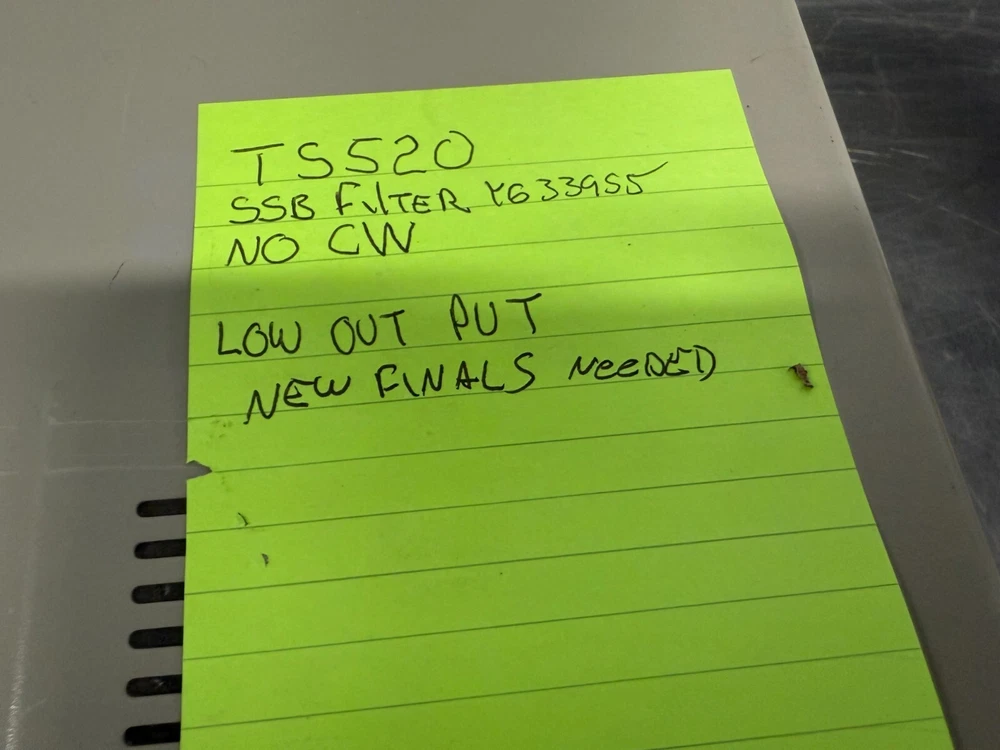 TS520
SSB FILTER YG3395S
NO CW
LOW OUT PUT
NEW FINALS NEEDED